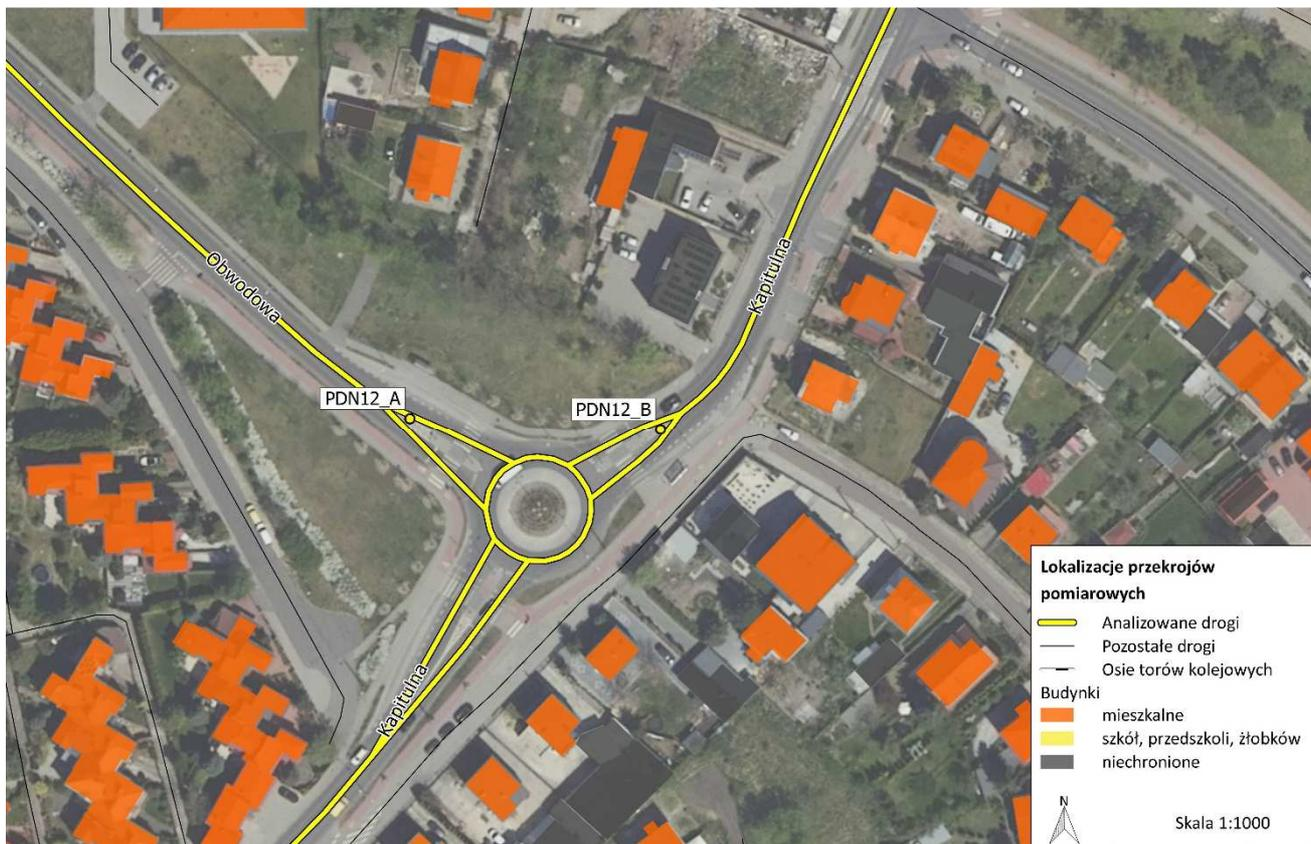 Obwodowa
Kapitulna
PDN12_A
PDN12_B
Kapitulna
Lokalizacje przekrojów
pomiarowych
Analizowane drogi
Pozostałe drogi
Osie torów kolejowych
Budynki
mieszkalne
szkół, przedszkoli, żłobków
niechronione
N
Skala 1:1000